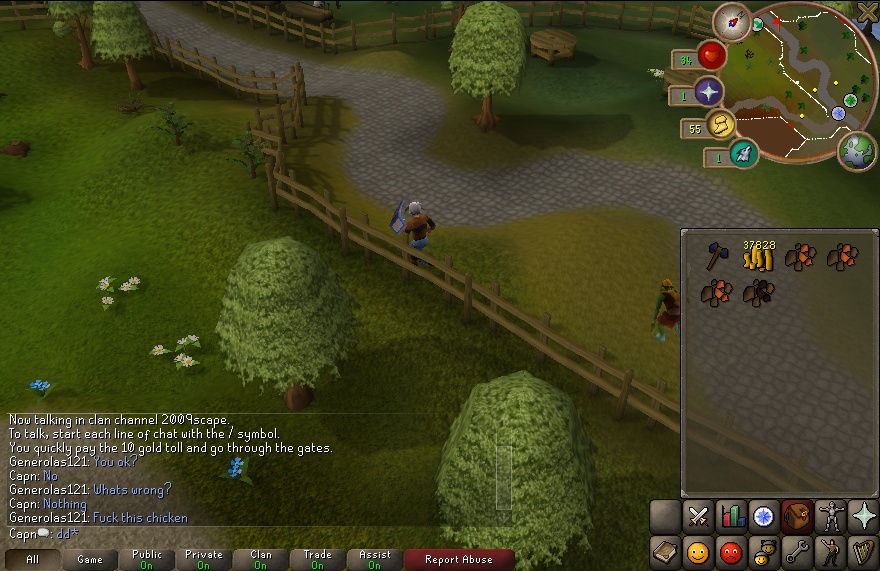 34
1
55
1
37828
Now talking in clan channel 2009scape.
To talk, start each line of chat with the / symbol.
You quickly pay the 10 gold toll and go through the gates.
Generolas121: You ok?
Capn: No
Generolas121: Whats wrong?
Capn: Nothing
Generolas121: Fuck this chicken
Capn: dd*
All
Game
Public On
Private On
Clan On
Trade On
Assist On
Report Abuse